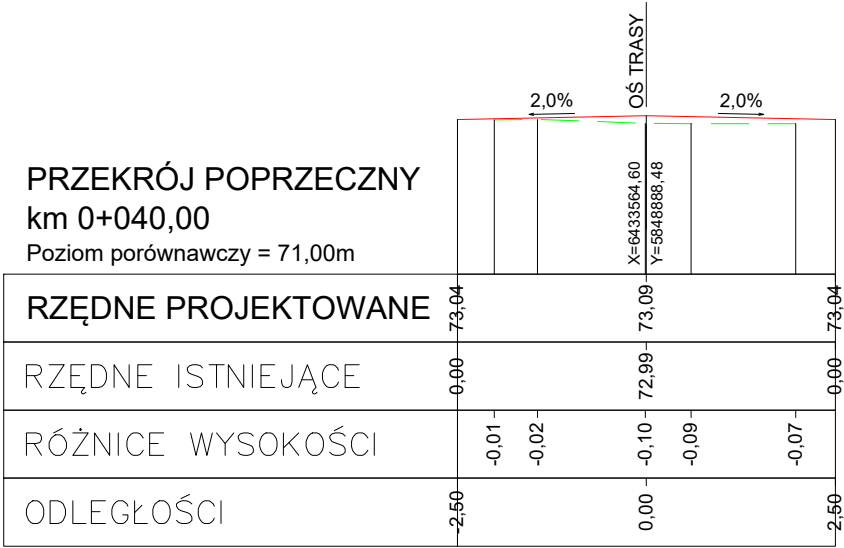 OŚ TRASY
2,0%
2,0%
X=6433564,60
Y=5848888,48
PRZEKRÓJ POPRZECZNY
km 0+040,00
Poziom porównawczy = 71,00m
RZĘDNE PROJEKTOWANE 73,04 73,09 73,04
RZĘDNE ISTNIEJĄCE 0,00 72,99 0,00
RÓŻNICE WYSOKOŚCI -0,01 -0,02 -0,10 -0,09 -0,07
ODLEGŁOŚCI -2,50 0,00 2,50